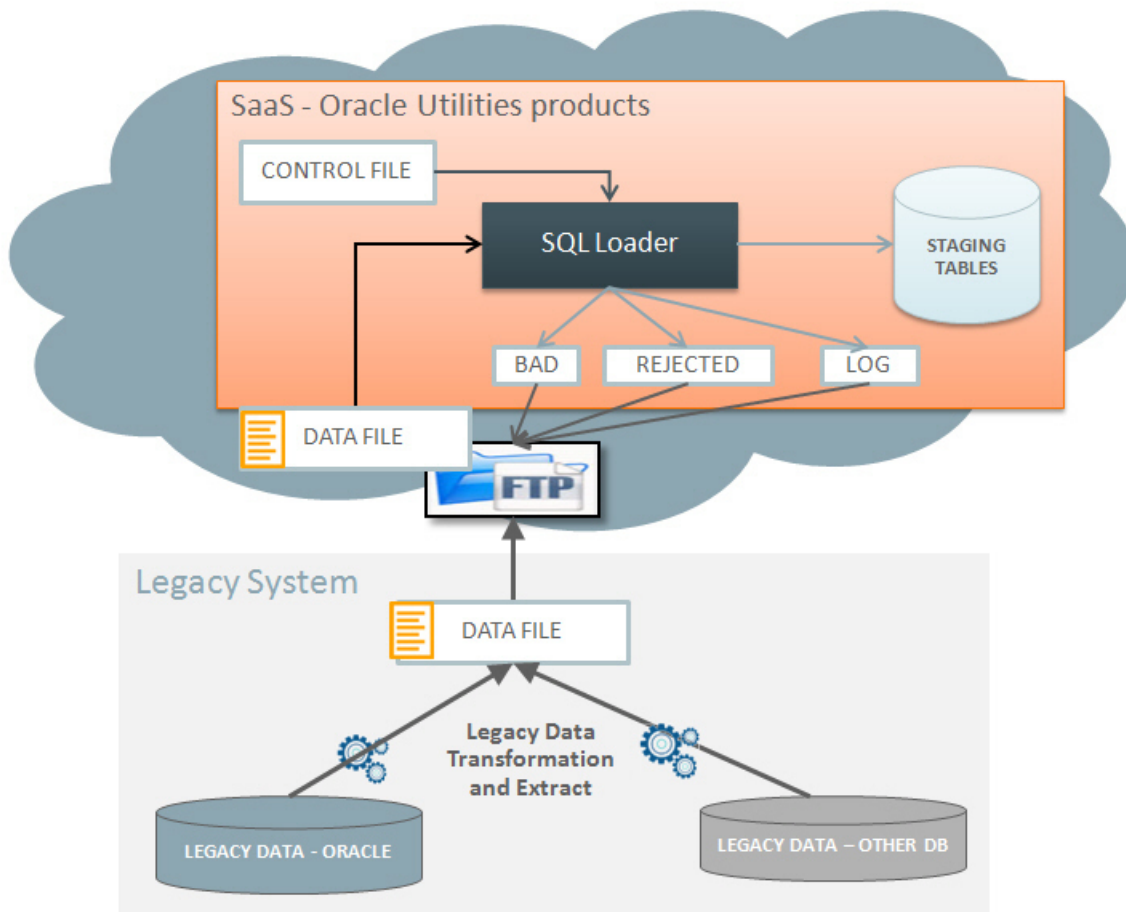 SaaS - Oracle Utilities products
CONTROL FILE
SQL Loader
STAGING
TABLES
BAD
REJECTED
LOG
DATA FILE
FTP
Legacy System
DATA FILE
Legacy Data
Transformation
and Extract
LEGACY DATA - ORACLE
LEGACY DATA – OTHER DB